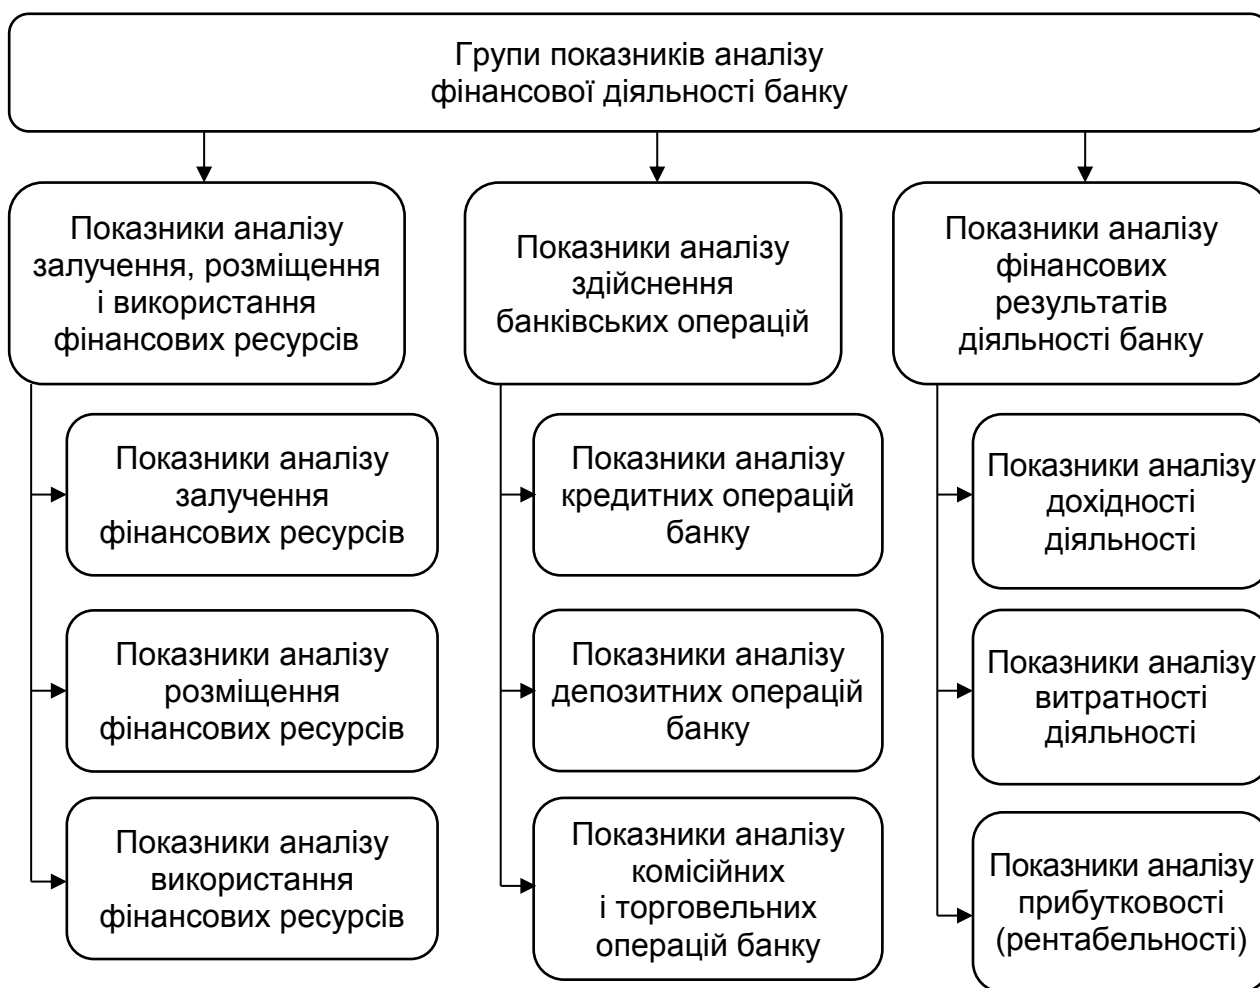 Групи показників аналізу
фінансової діяльності банку
Показники аналізу
залучення, розміщення
і використання
фінансових ресурсів
Показники аналізу
залучення
фінансових ресурсів
Показники аналізу
розміщення
фінансових ресурсів
Показники аналізу
використання
фінансових ресурсів
Показники аналізу
здійснення
банківських операцій
Показники аналізу
кредитних операцій
банку
Показники аналізу
депозитних операцій
банку
Показники аналізу
комісійних
і торговельних
операцій банку
Показники аналізу
фінансових
результатів
діяльності банку
Показники аналізу
дохідності
діяльності
Показники аналізу
витратності
діяльності
Показники аналізу
прибутковості
(рентабельності)